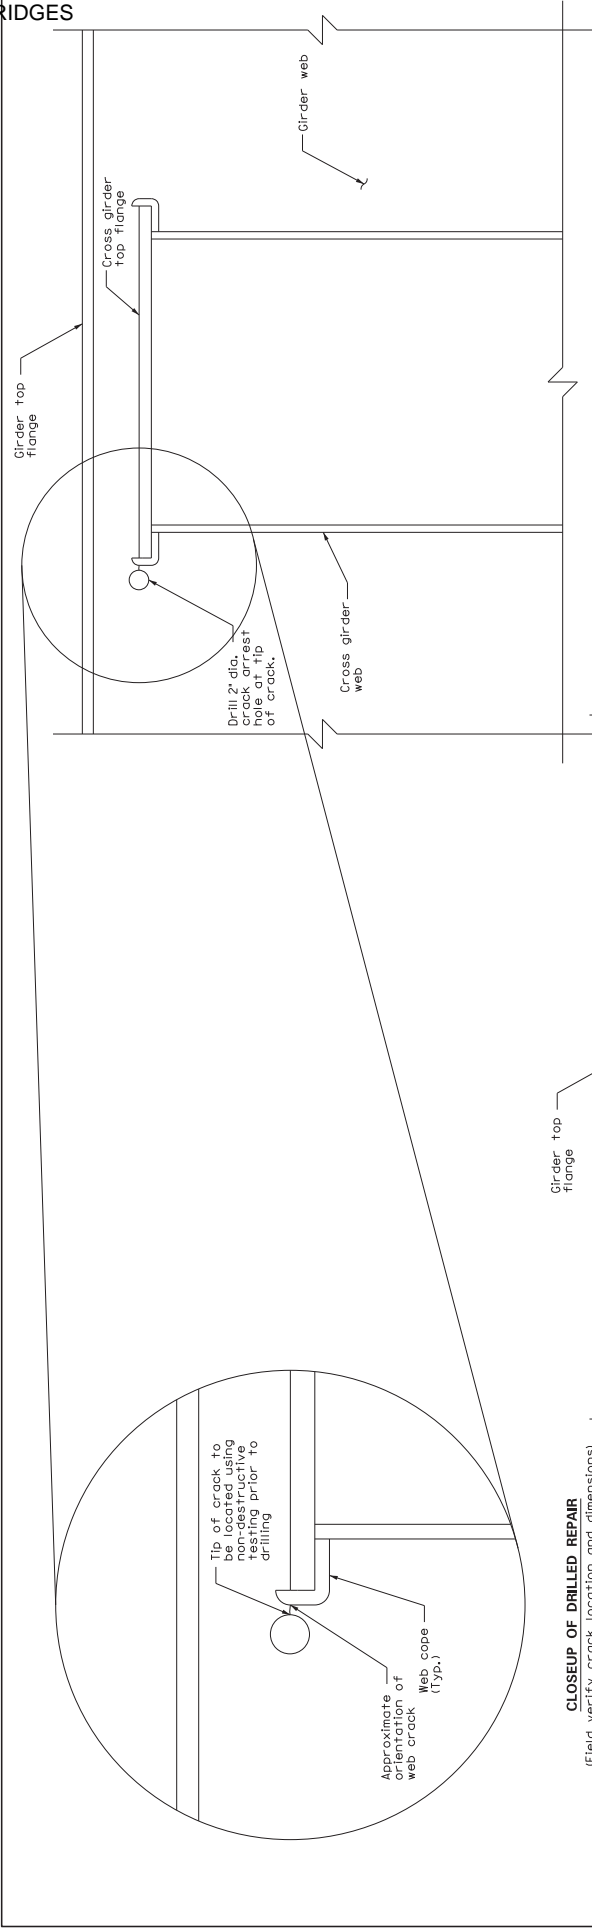 RIDGES
Girder top
flange
Cross girder
top flange
Girder web
Drill 2" dia.
crack arrest
hole at tip
of crack.
Cross girder
web
Tip of crack to
be located using
non-destructive
testing prior to
drilling
Approximate
orientation of
web crack
Web cope
(Typ.)
Girder top
flange
CLOSEUP OF DRILLED REPAIR
(Field verify crack location and dimensions)